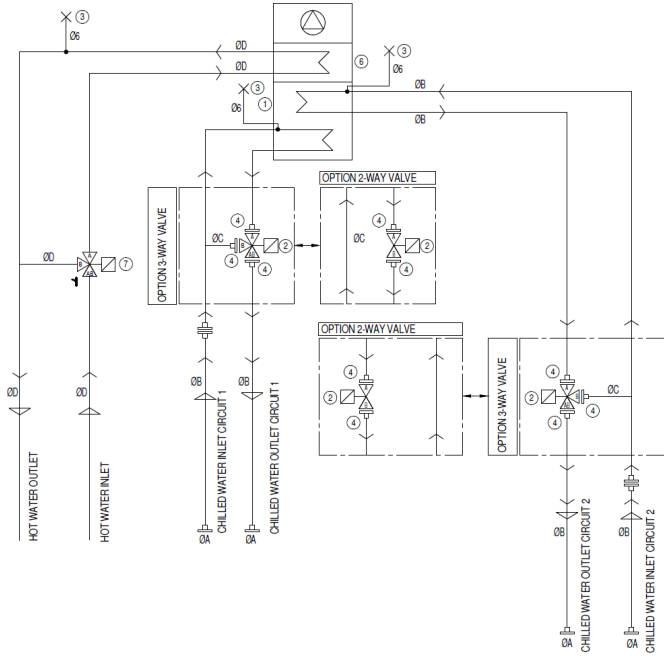 3
Ø6
ØD
ØD
6
3
Ø6
3
Ø6
1
ØB
ØB
OPTION 3-WAY VALVE
4
A
B
AB
2
4
4
ØC
OPTION 2-WAY VALVE
4
A
B
2
4
ØC
ØD
A
B
AB
7
OPTION 2-WAY VALVE
4
2
A
B
4
OPTION 3-WAY VALVE
4
2
A
B
AB
4
4
ØC
ØD
ØD
ØB
ØB
HOT WATER OUTLET
HOT WATER INLET
CHILLED WATER INLET CIRCUIT 1
CHILLED WATER OUTLET CIRCUIT 1
ØA
ØA
ØB
ØB
CHILLED WATER OUTLET CIRCUIT 2
CHILLED WATER INLET CIRCUIT 2
ØA
ØA